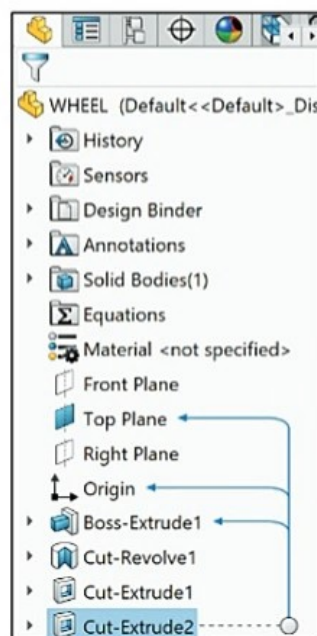 WHEEL (Default<<Default>_Dis
History
Sensors
Design Binder
Annotations
Solid Bodies(1)
Equations
Material <not specified>
Front Plane
Top Plane
Right Plane
Origin
Boss-Extrude1
Cut-Revolve1
Cut-Extrude1
Cut-Extrude2